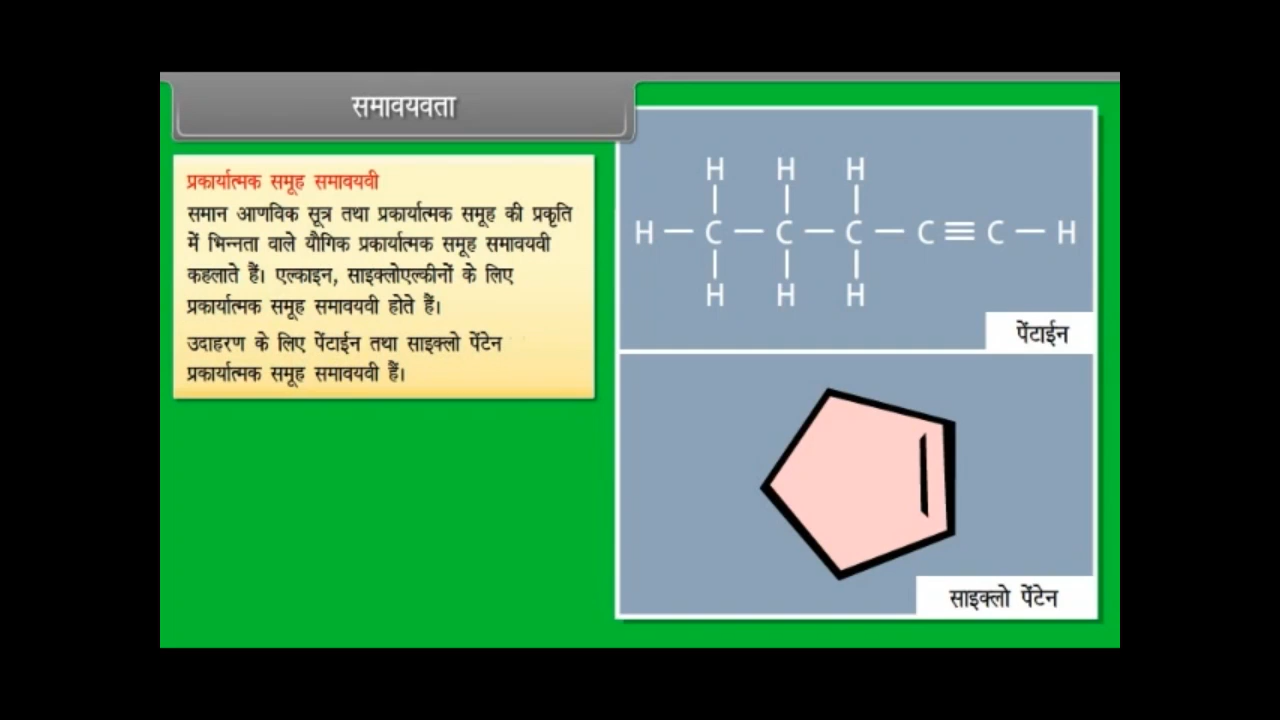 समावयवता
प्रकार्यात्मक समूह समावयवी
समान आणविक सूत्र तथा प्रकार्यात्मक समूह की प्रकृति
में भिन्नता वाले यौगिक प्रकार्यात्मक समूह समावयवी
कहलाते हैं। एल्काइन, साइक्लोएल्कीनों के लिए
प्रकार्यात्मक समूह समावयवी होते हैं।
उदाहरण के लिए पेंटाईन तथा साइक्लो पेंटेन
प्रकार्यात्मक समूह समावयवी हैं।
H H H
H — C — C — C — C ≡ C — H
H H H
पेंटाईन
साइक्लो पेंटेन